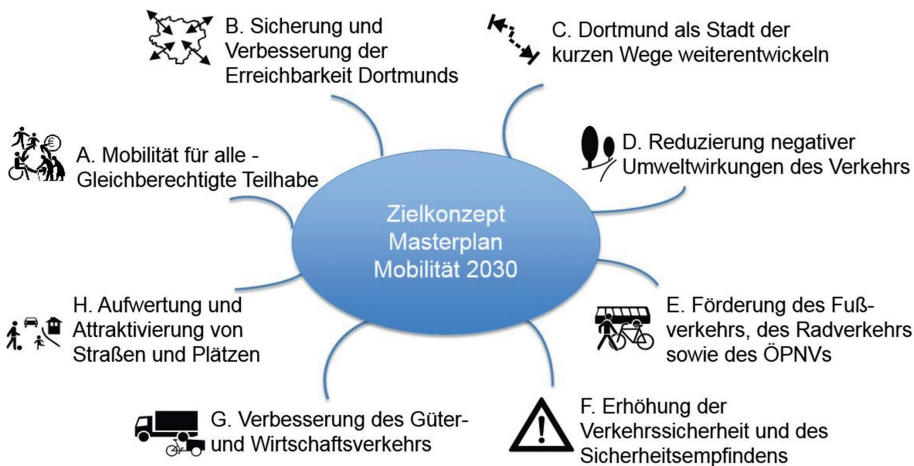 B. Sicherung und
Verbesserung der
Erreichbarkeit Dortmunds
C. Dortmund als Stadt der
kurzen Wege weiterentwickeln
A. Mobilität für alle -
Gleichberechtigte Teilhabe
D. Reduzierung negativer
Umweltwirkungen des Verkehrs
Zielkonzept
Masterplan
Mobilität 2030
H. Aufwertung und
Attraktivierung von
Straßen und Plätzen
E. Förderung des Fuß-
verkehrs, des Radverkehrs
sowie des ÖPNVs
G. Verbesserung des Güter-
und Wirtschaftsverkehrs
F. Erhöhung der
Verkehrssicherheit und des
Sicherheitsempfindens